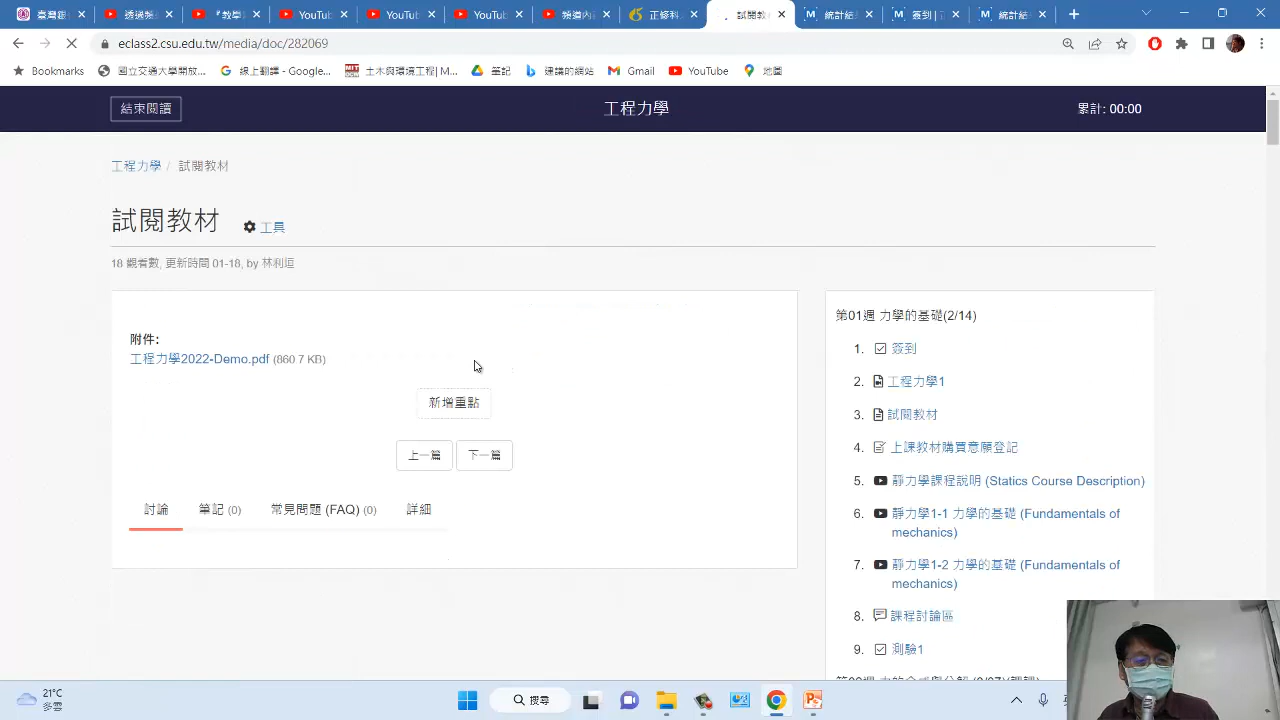 臺灣
透過
『教學
YouTu
YouTu
YouTu
頻道內
正修科
試閱教
統計結
簽到 | 
統計結
eclass2.csu.edu.tw/media/doc/282069
Bookmarks
國立交通大學開放...
線上翻譯 - Google...
土木與環境工程| M...
筆記
建議的網站
Gmail
YouTube
地圖
結束閱讀
工程力學
累計: 00:00
工程力學 / 試閱教材
試閱教材 工具
18 觀看數, 更新時間 01-18, by 林利垣
附件:
工程力學2022-Demo.pdf (860.7 KB)
新增重點
上一篇 下一篇
討論 筆記 (0) 常見問題 (FAQ) (0) 詳細
第01週 力學的基礎(2/14)
1. 簽到
2. 工程力學1
3. 試閱教材
4. 上課教材購買意願登記
5. 靜力學課程說明 (Statics Course Description)
6. 靜力學1-1 力學的基礎 (Fundamentals of
mechanics)
7. 靜力學1-2 力學的基礎 (Fundamentals of
mechanics)
8. 課程討論區
9. 測驗1
21°C
多雲
搜尋